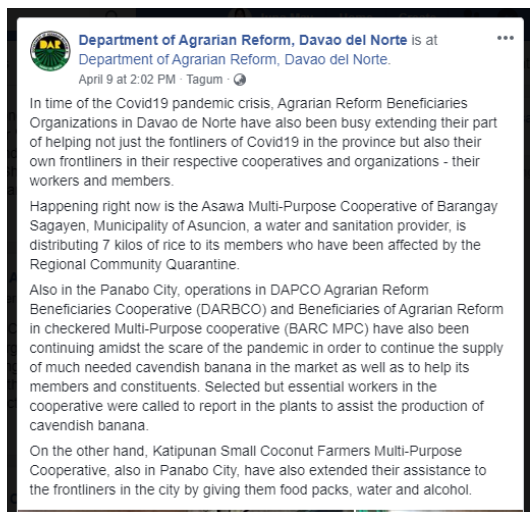 Department of Agrarian Reform, Davao del Norte is at
Department of Agrarian Reform, Davao del Norte.
April 9 at 2:02 PM · Tagum ·
In time of the Covid19 pandemic crisis, Agrarian Reform Beneficiaries
Organizations in Davao de Norte have also been busy extending their part
of helping not just the fontliners of Covid19 in the province but also their
own frontliners in their respective cooperatives and organizations - their
workers and members.
Happening right now is the Asawa Multi-Purpose Cooperative of Barangay
Sagayen, Municipality of Asuncion, a water and sanitation provider, is
distributing 7 kilos of rice to its members who have been affected by the
Regional Community Quarantine.
Also in the Panabo City, operations in DAPCO Agrarian Reform
Beneficiaries Cooperative (DARBCO) and Beneficiaries of Agrarian Reform
in checkered Multi-Purpose cooperative (BARC MPC) have also been
continuing amidst the scare of the pandemic in order to continue the supply
of much needed cavendish banana in the market as well as to help its
members and constituents. Selected but essential workers in the
cooperative were called to report in the plants to assist the production of
cavendish banana.
On the other hand, Katipunan Small Coconut Farmers Multi-Purpose
Cooperative, also in Panabo City, have also extended their assistance to
the frontliners in the city by giving them food packs, water and alcohol.